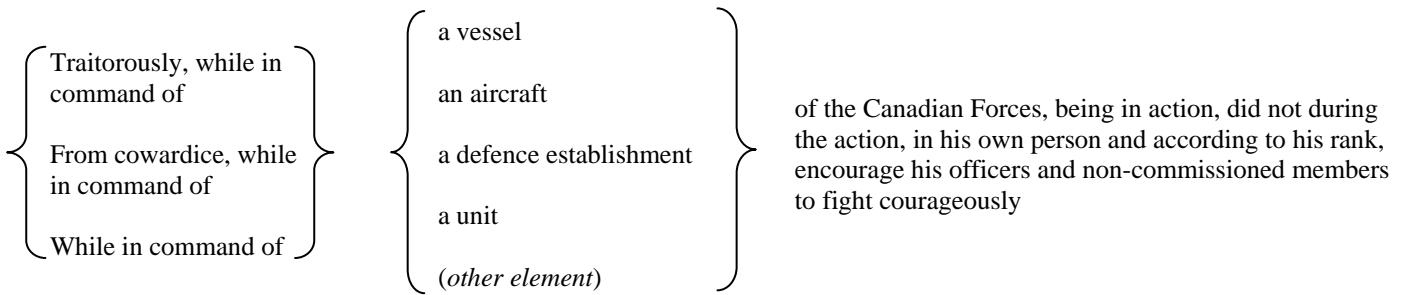 Traitorously, while in
command of
From cowardice, while
in command of
While in command of
a vessel
an aircraft
a defence establishment
a unit
(other element)
of the Canadian Forces, being in action, did not during
the action, in his own person and according to his rank,
encourage his officers and non-commissioned members
to fight courageously